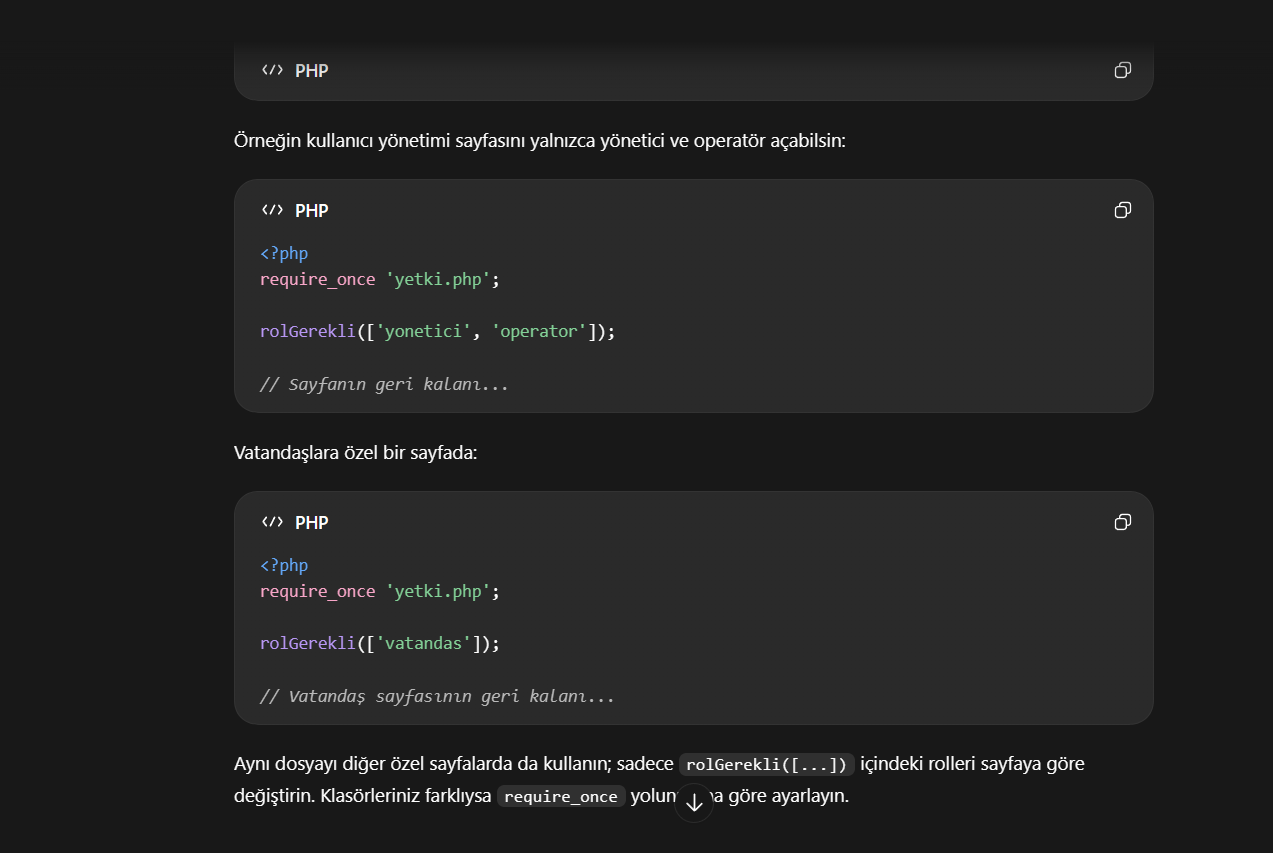 PHP
Örneğin kullanıcı yönetimi sayfasını yalnızca yönetici ve operatör açabilsin:
PHP
<?php
require_once 'yetki.php';
rolGerekli(['yonetici', 'operator']);
// Sayfanın geri kalanı...
Vatandaşlara özel bir sayfada:
PHP
<?php
require_once 'yetki.php';
rolGerekli(['vatandas']);
// Vatandaş sayfasının geri kalanı...
Aynı dosyayı diğer özel sayfalarda da kullanın; sadece rolGerekli([...]) içindeki rolleri sayfaya göre
değiştirin. Klasörleriniz farklıysa require_once göre ayarlayın.